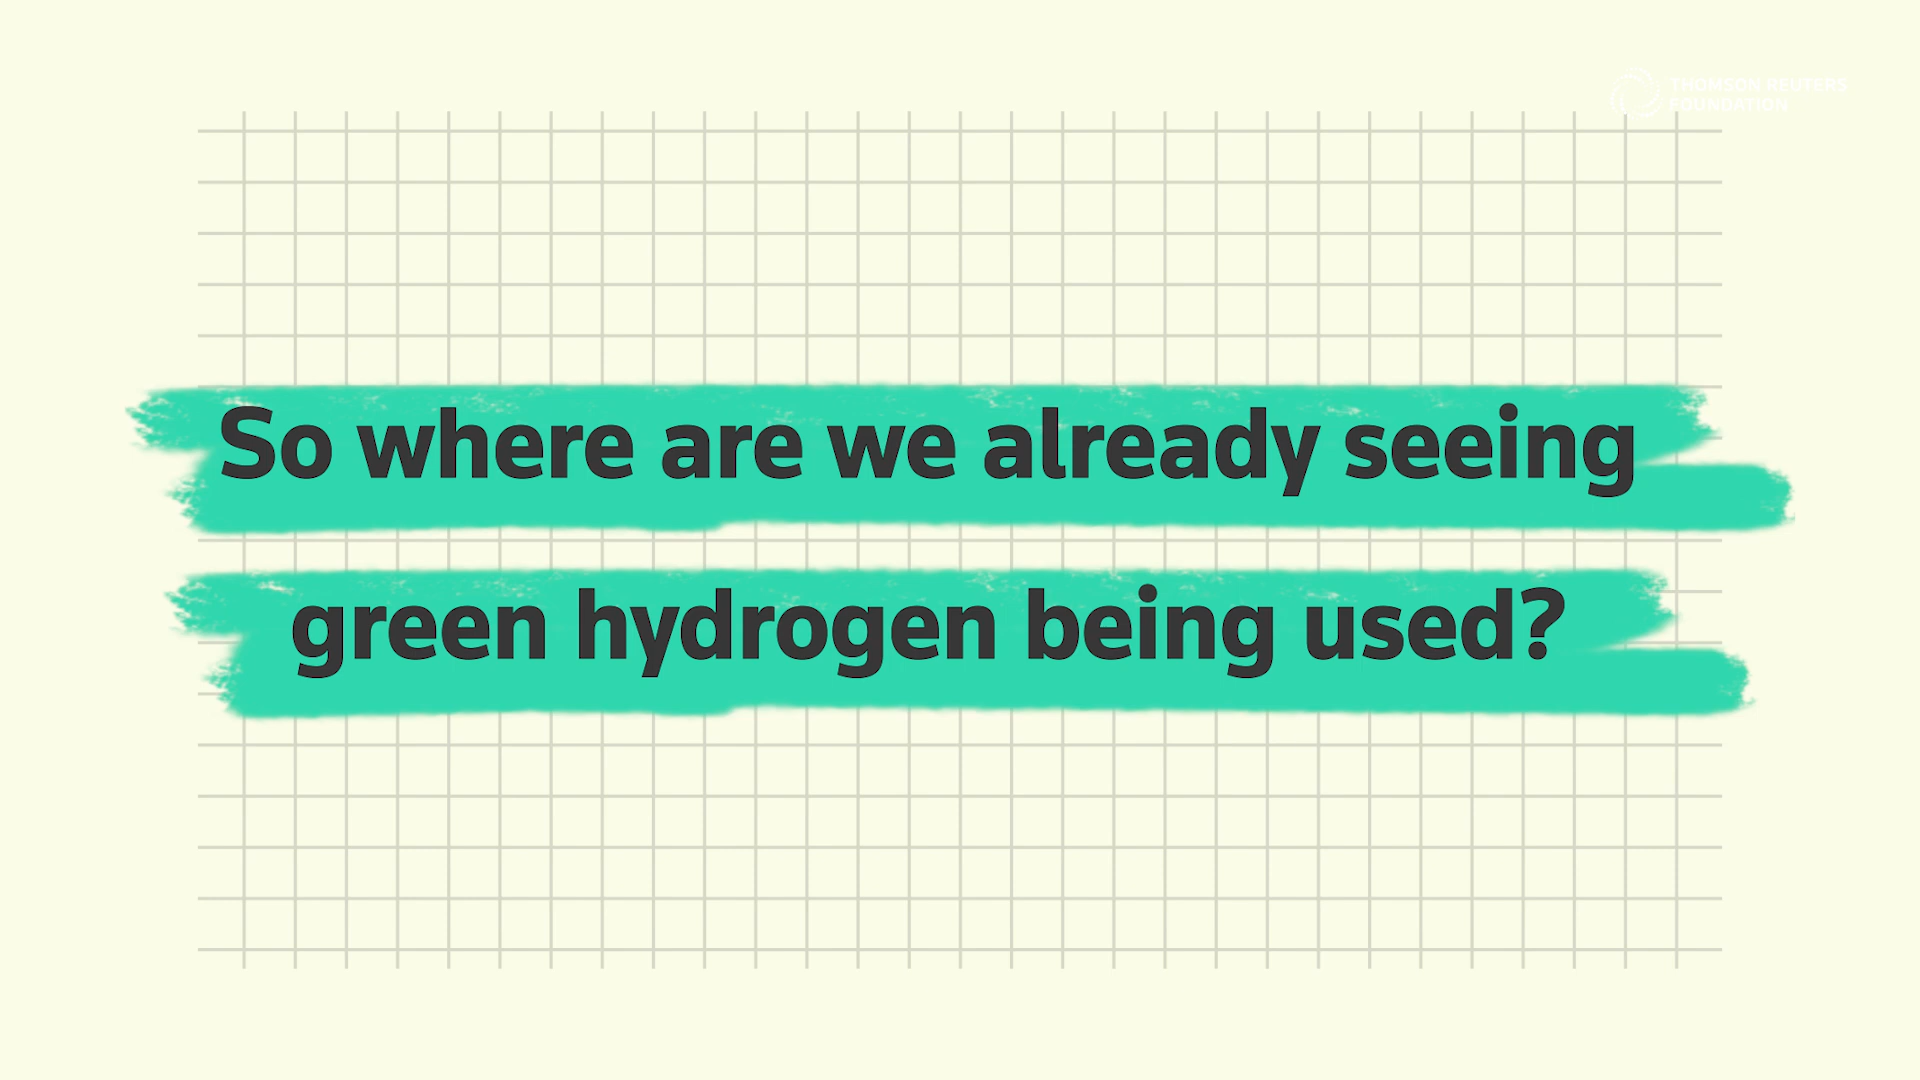 THOMSON REUTERS
FOUNDATION
So where are we already seeing
green hydrogen being used?